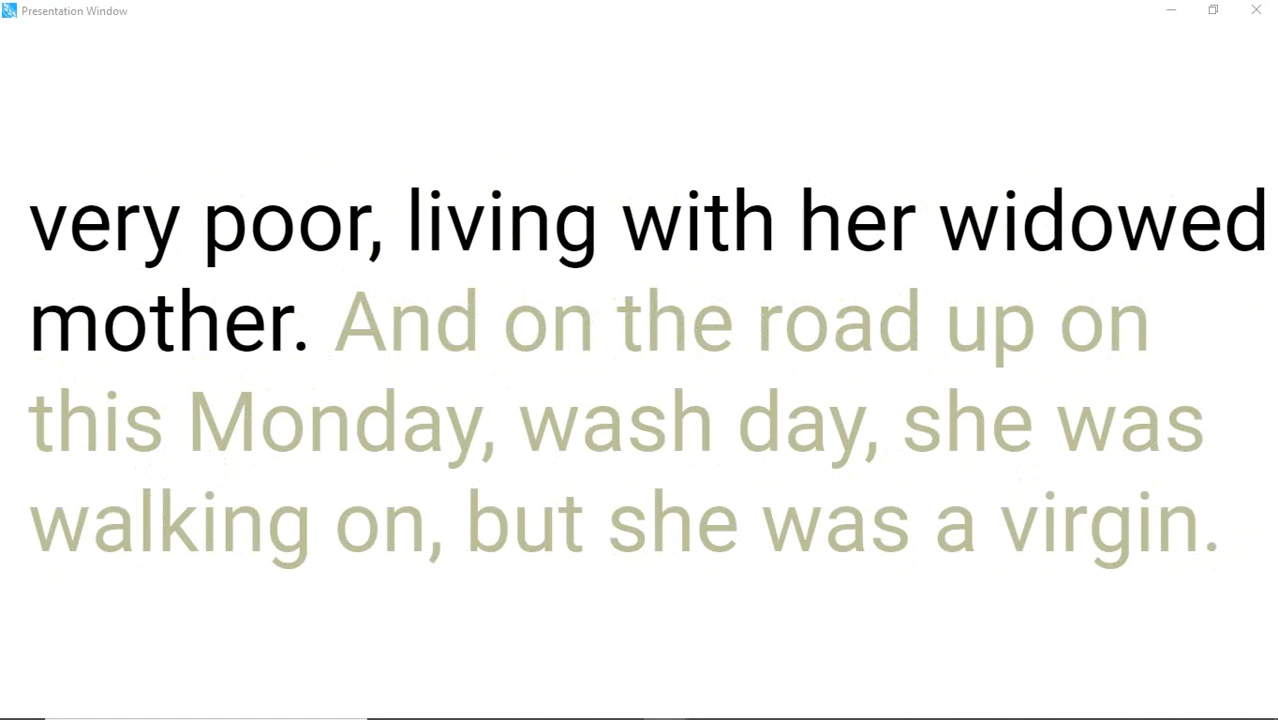 Presentation Window
very poor, living with her widowed
mother. And on the road up on
this Monday, wash day, she was
walking on, but she was a virgin.